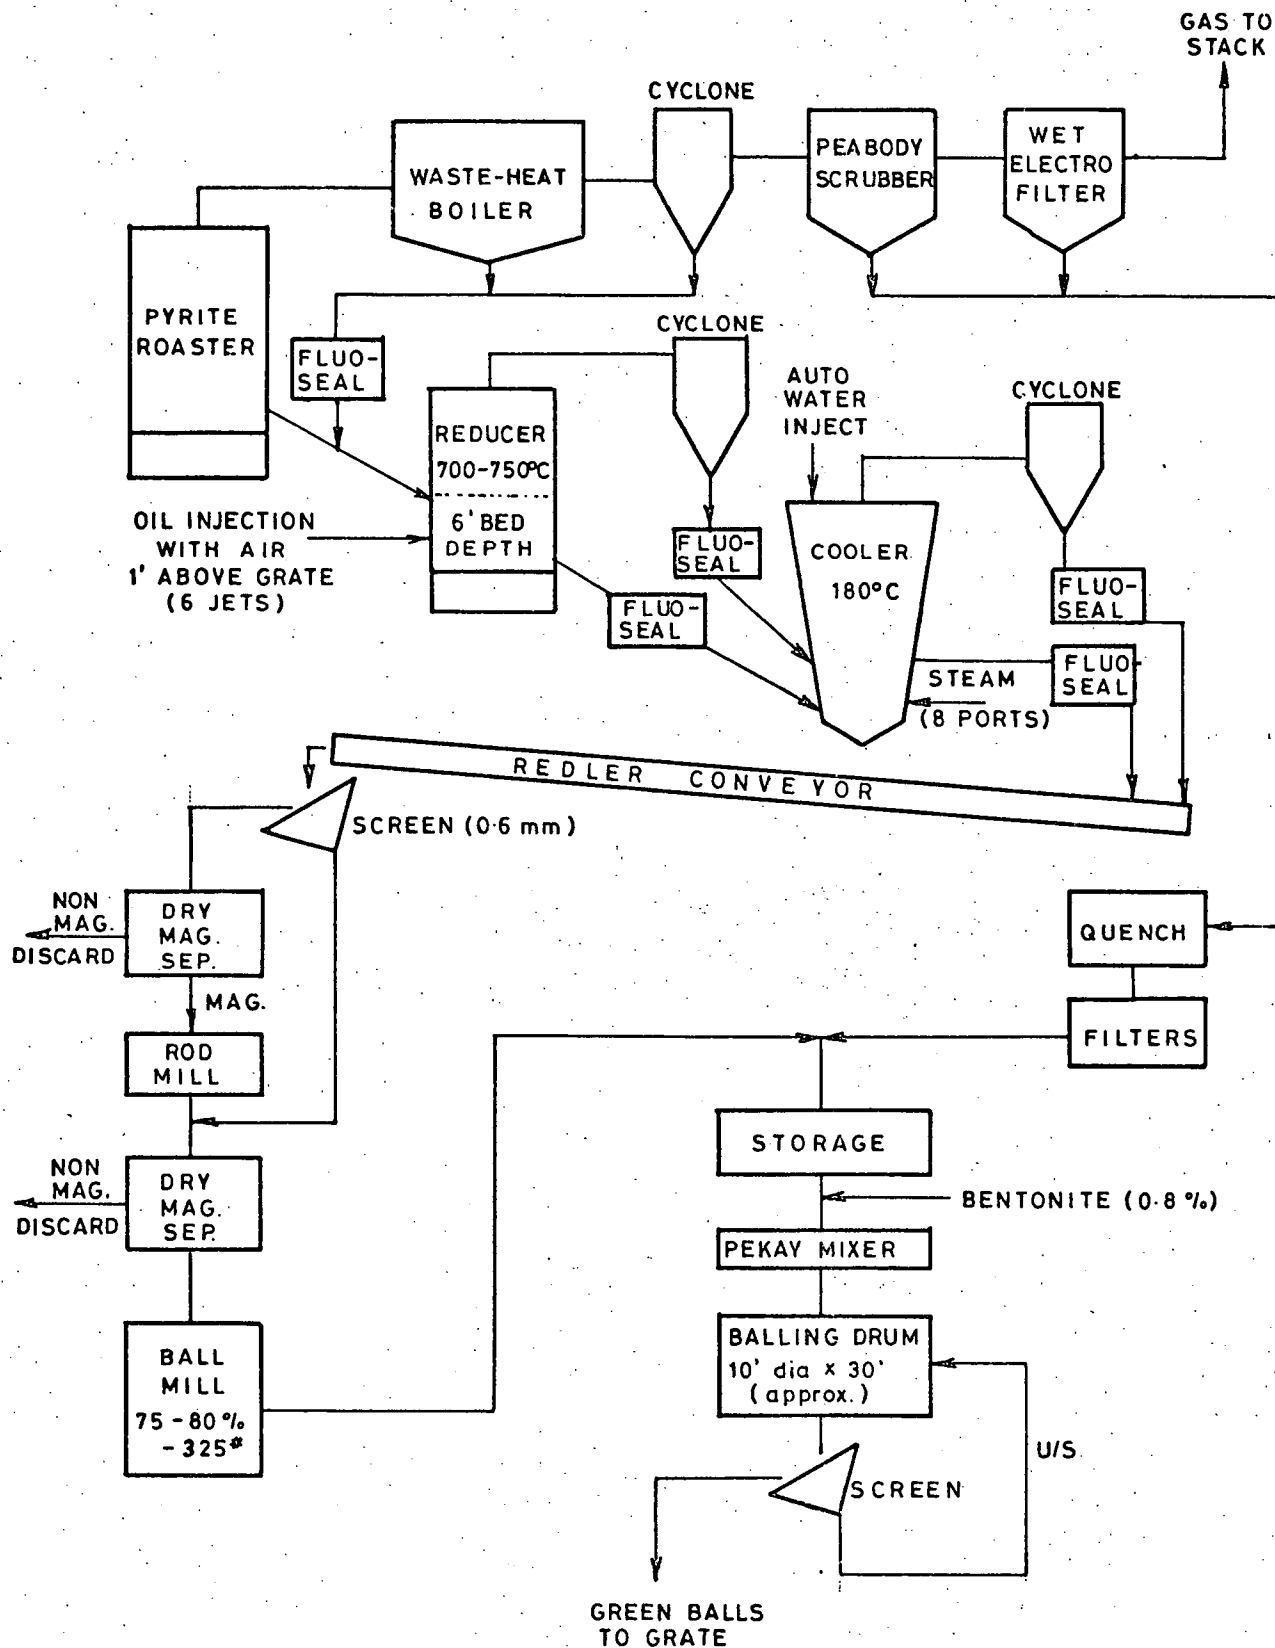 GAS TO
STACK
CYCLONE
WASTE-HEAT
BOILER
PEABODY
SCRUBBER
WET
ELECTRO
FILTER
PYRITE
ROASTER
FLUO-
SEAL
CYCLONE
REDUCER
700-750°C
6' BED
DEPTH
OIL INJECTION
WITH AIR
1' ABOVE GRATE
(6 JETS)
FLUO-
SEAL
FLUO-
SEAL
AUTO
WATER
INJECT
COOLER
180°C
CYCLONE
FLUO-
SEAL
FLUO-
SEAL
STEAM
(8 PORTS)
REDLER CONVEYOR
SCREEN (0·6 mm)
NON
MAG.
DISCARD
DRY
MAG.
SEP.
MAG.
ROD
MILL
NON
MAG.
DISCARD
DRY
MAG.
SEP.
BALL
MILL
75-80%
-325#
QUENCH
FILTERS
STORAGE
BENTONITE (0·8%)
PEKAY MIXER
BALLING DRUM
10' dia x 30'
(approx.)
U/S
SCREEN
GREEN BALLS
TO GRATE